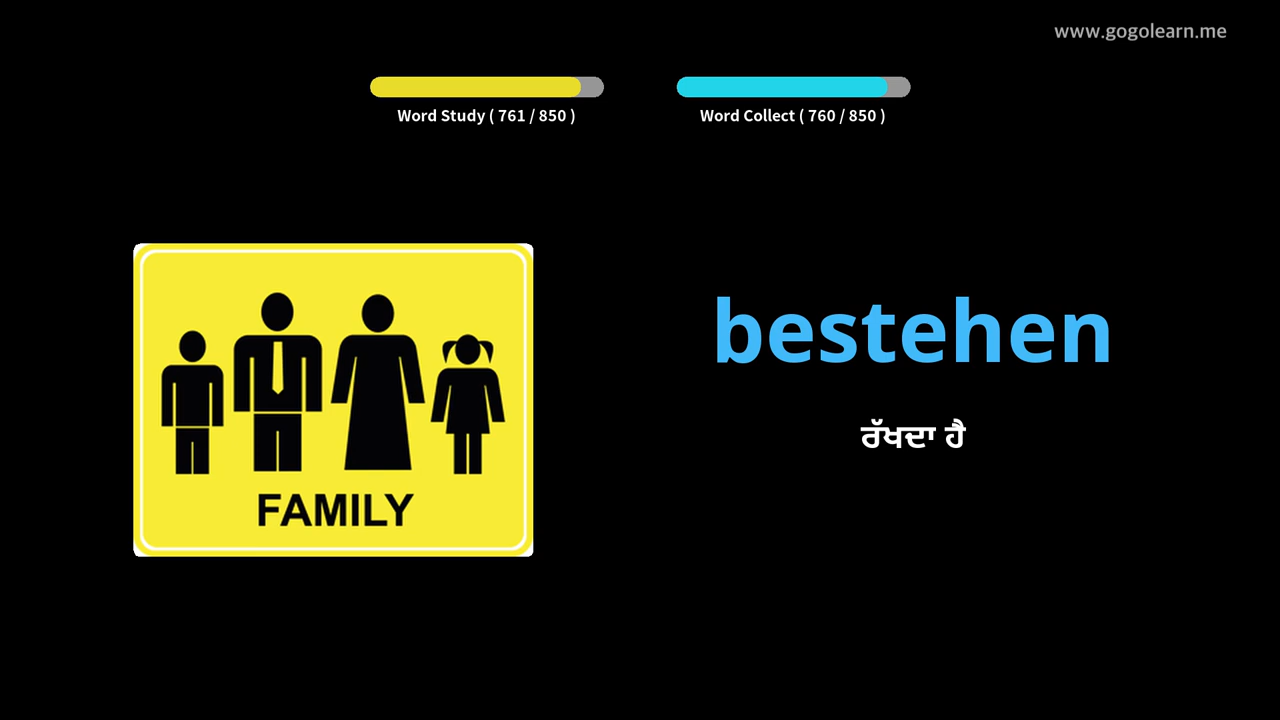 www.gogolearn.me
Word Study ( 761 / 850 )
Word Collect ( 760 / 850 )
FAMILY
bestehen
ਰੱਖਦਾ ਹੈ